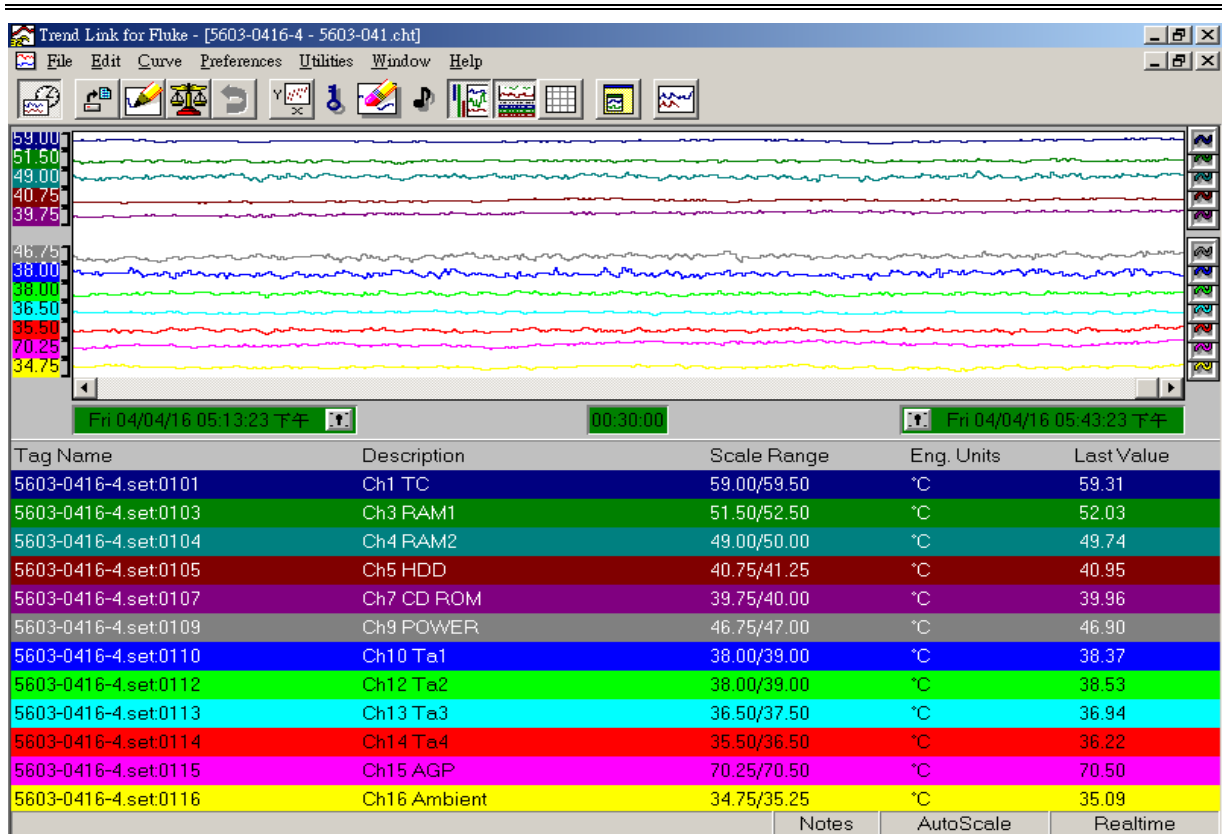 Trend Link for Fluke - [5603-0416-4 - 5603-041.cht]
File Edit Curve Preferences Utilities Window Help
59.00
51.50
49.00
40.75
39.75
46.75
38.00
38.00
36.50
35.50
70.25
34.75
Fri 04/04/16 05:13:23 下午 00:30:00 Fri 04/04/16 05:43:23 下午
Tag Name Description Scale Range Eng. Units Last Value
5603-0416-4.set:0101 Ch1 TC 59.00/59.50 °C 59.31
5603-0416-4.set:0103 Ch3 RAM1 51.50/52.50 °C 52.03
5603-0416-4.set:0104 Ch4 RAM2 49.00/50.00 °C 49.74
5603-0416-4.set:0105 Ch5 HDD 40.75/41.25 °C 40.95
5603-0416-4.set:0107 Ch7 CD ROM 39.75/40.00 °C 39.96
5603-0416-4.set:0109 Ch9 POWER 46.75/47.00 °C 46.90
5603-0416-4.set:0110 Ch10 Ta1 38.00/39.00 °C 38.37
5603-0416-4.set:0112 Ch12 Ta2 38.00/39.00 °C 38.53
5603-0416-4.set:0113 Ch13 Ta3 36.50/37.50 °C 36.94
5603-0416-4.set:0114 Ch14 Ta4 35.50/36.50 °C 36.22
5603-0416-4.set:0115 Ch15 AGP 70.25/70.50 °C 70.50
5603-0416-4.set:0116 Ch16 Ambient 34.75/35.25 °C 35.09
Notes AutoScale Realtime